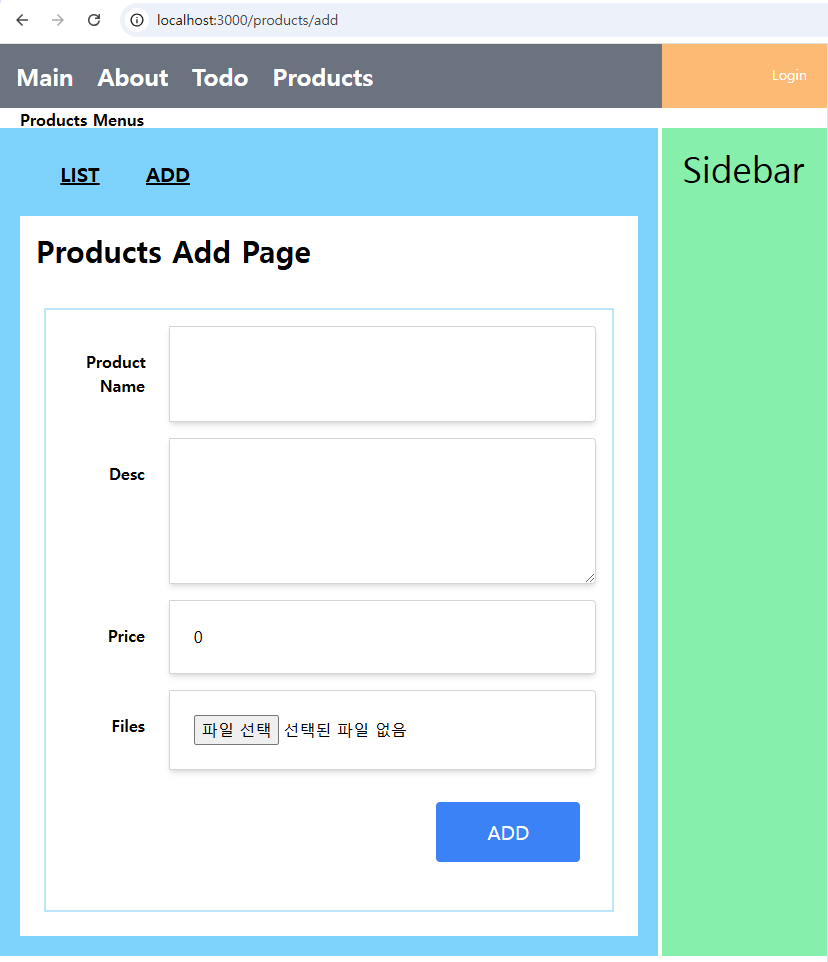 localhost:3000/products/add
Main About Todo Products Login
Products Menus
LIST ADD
Sidebar
Products Add Page
Product
Name
Desc
Price 0
Files 파일 선택 선택된 파일 없음
ADD